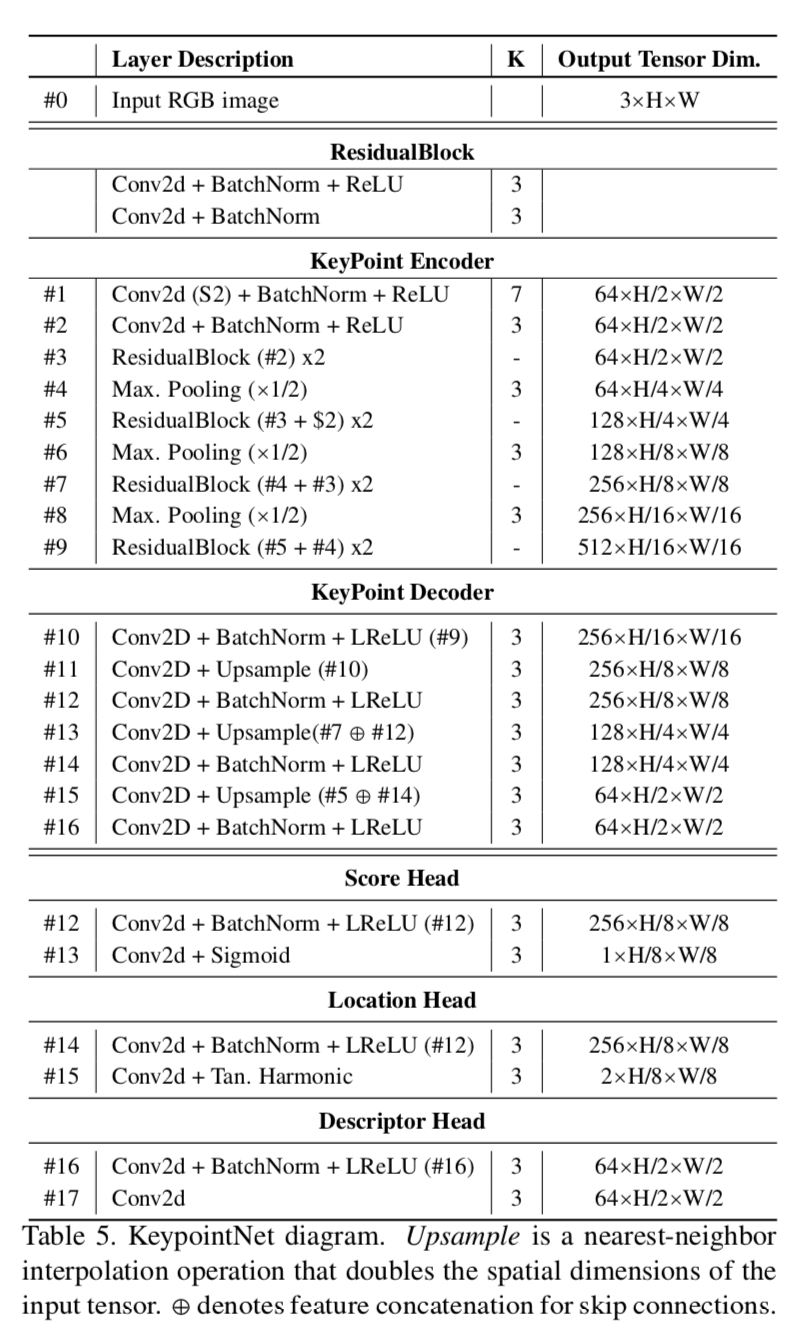 Layer Description K Output Tensor Dim.
#0 Input RGB image 3×H×W
ResidualBlock
Conv2d + BatchNorm + ReLU 3
Conv2d + BatchNorm 3
KeyPoint Encoder
#1 Conv2d (S2) + BatchNorm + ReLU 7 64×H/2×W/2
#2 Conv2d + BatchNorm + ReLU 3 64×H/2×W/2
#3 ResidualBlock (#2) x2 - 64×H/2×W/2
#4 Max. Pooling (×1/2) 3 64×H/4×W/4
#5 ResidualBlock (#3 + $2) x2 - 128×H/4×W/4
#6 Max. Pooling (×1/2) 3 128×H/8×W/8
#7 ResidualBlock (#4 + #3) x2 - 256×H/8×W/8
#8 Max. Pooling (×1/2) 3 256×H/16×W/16
#9 ResidualBlock (#5 + #4) x2 - 512×H/16×W/16
KeyPoint Decoder
#10 Conv2D + BatchNorm + LReLU (#9) 3 256×H/16×W/16
#11 Conv2D + Upsample (#10) 3 256×H/8×W/8
#12 Conv2D + BatchNorm + LReLU 3 256×H/8×W/8
#13 Conv2D + Upsample(#7 ⊕ #12) 3 128×H/4×W/4
#14 Conv2D + BatchNorm + LReLU 3 128×H/4×W/4
#15 Conv2D + Upsample (#5 ⊕ #14) 3 64×H/2×W/2
#16 Conv2D + BatchNorm + LReLU 3 64×H/2×W/2
Score Head
#12 Conv2d + BatchNorm + LReLU (#12) 3 256×H/8×W/8
#13 Conv2d + Sigmoid 3 1×H/8×W/8
Location Head
#14 Conv2d + BatchNorm + LReLU (#12) 3 256×H/8×W/8
#15 Conv2d + Tan. Harmonic 3 2×H/8×W/8
Descriptor Head
#16 Conv2d + BatchNorm + LReLU (#16) 3 64×H/2×W/2
#17 Conv2d 3 64×H/2×W/2
Table 5. KeypointNet diagram. Upsample is a nearest-neighbor
interpolation operation that doubles the spatial dimensions of the
input tensor. ⊕ denotes feature concatenation for skip connections.